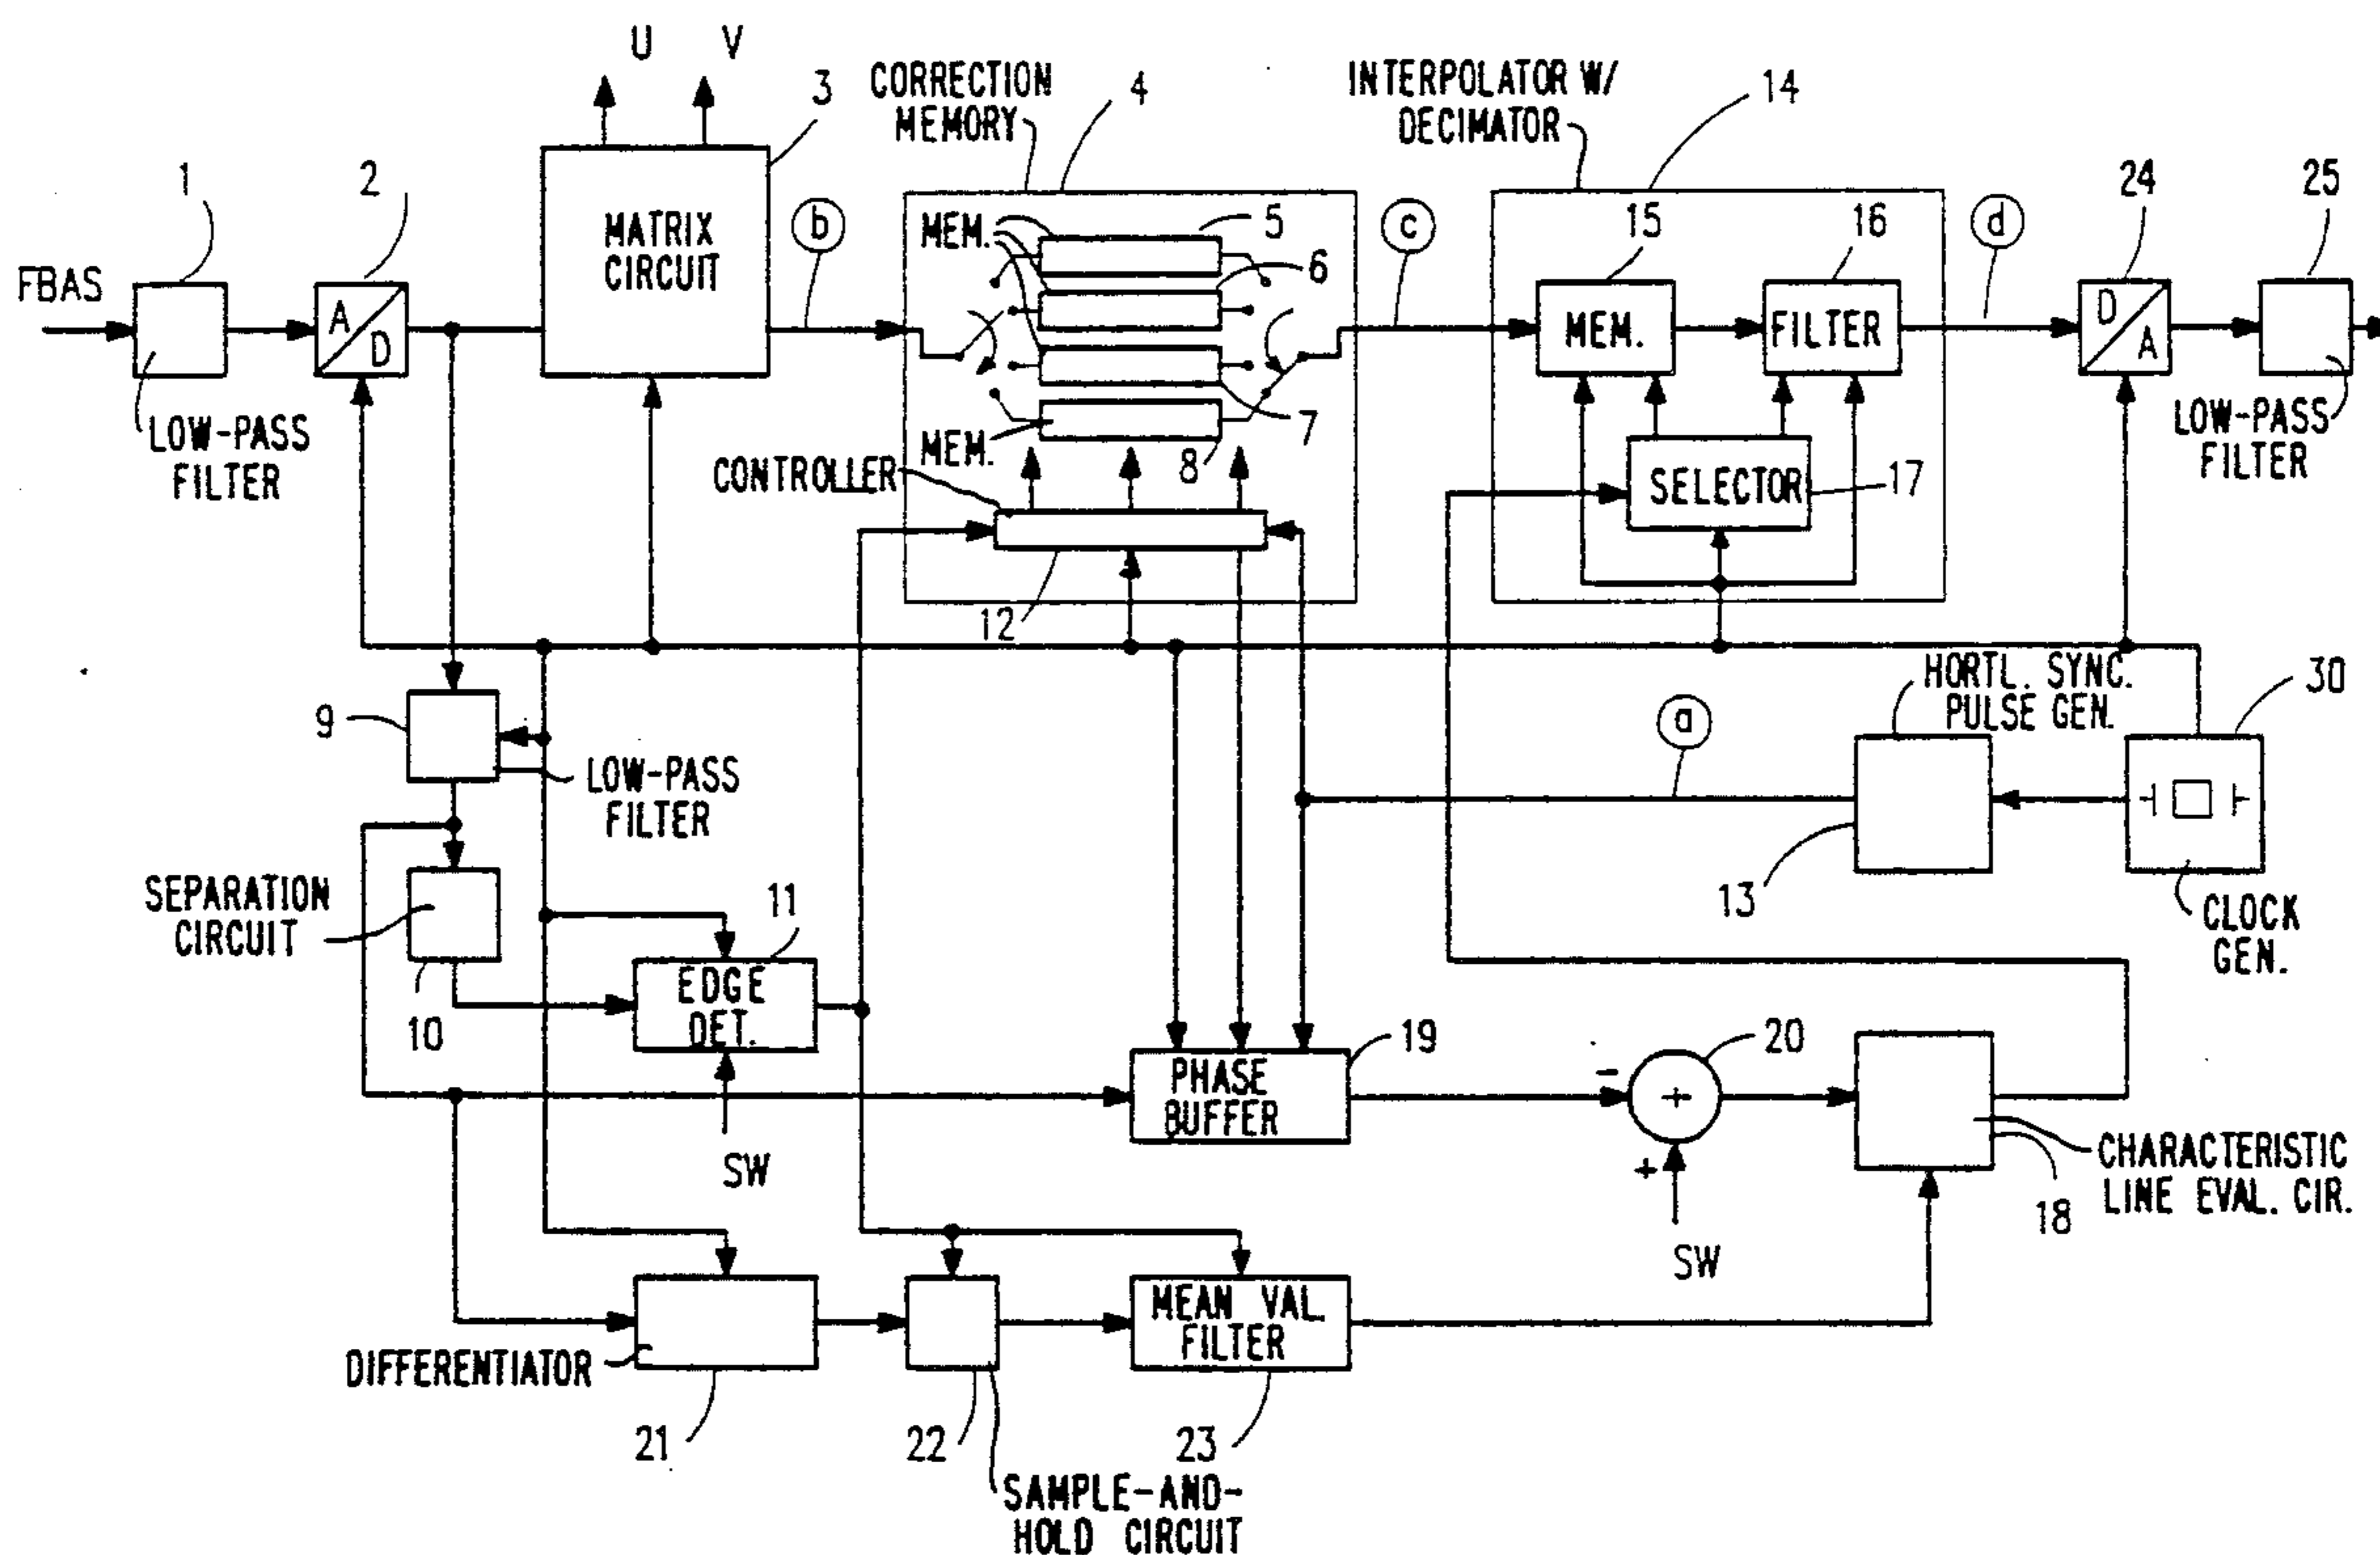 U V
3
CORRECTION
MEMORY
4
INTERPOLATOR W/
DECIMATOR
14
1
2
24
25
FBAS
A
D
MATRIX
CIRCUIT
b
MEM.
5
6
7
MEM.
8
c
15
16
MEM.
FILTER
d
D
A
LOW-PASS
FILTER
CONTROLLER
SELECTOR
17
LOW-PASS
FILTER
12
HORTL. SYNC.
PULSE GEN.
30
9
a
LOW-PASS
FILTER
13
CLOCK
GEN.
SEPARATION
CIRCUIT
11
10
EDGE
DET.
SW
PHASE
BUFFER
19
-
+
20
+
SW
CHARACTERISTIC
LINE EVAL. CIR.
18
MEAN VAL.
FILTER
DIFFERENTIATOR
21
22
23
SAMPLE-AND-
HOLD CIRCUIT